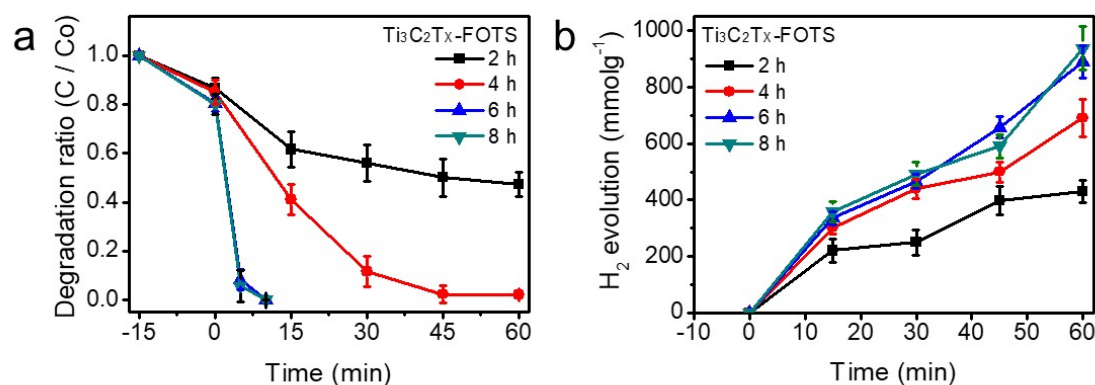 a
Degradation ratio (C / Co)
1.0
0.8
0.6
0.4
0.2
0.0
-15
0
15
30
45
60
Time (min)
Ti₃C₂Tx-FOTS
2 h
4 h
6 h
8 h
b
H₂ evolution (mmolg⁻¹)
1000
800
600
400
200
0
-10
0
10
20
30
40
50
60
Time (min)
Ti₃C₂Tx-FOTS
2 h
4 h
6 h
8 h